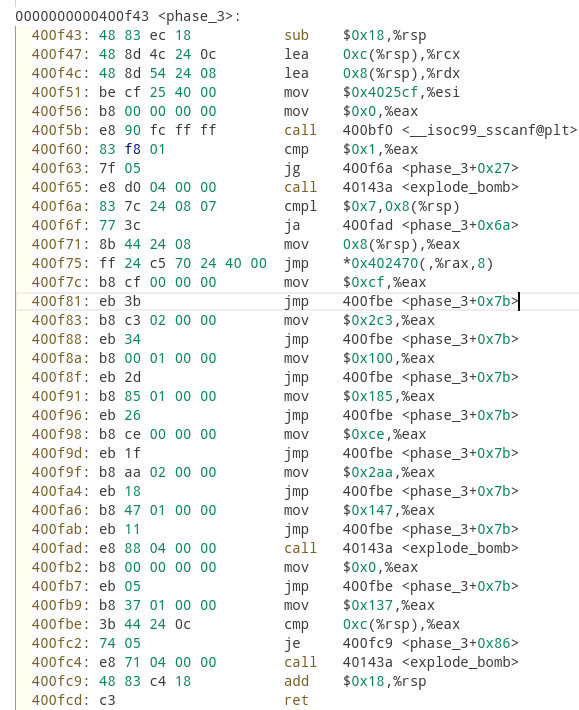 0000000000400f43 <phase_3>:
400f43: 48 83 ec 18 sub $0x18,%rsp
400f47: 48 8d 4c 24 0c lea 0xc(%rsp),%rcx
400f4c: 48 8d 54 24 08 lea 0x8(%rsp),%rdx
400f51: be cf 25 40 00 mov $0x4025cf,%esi
400f56: b8 00 00 00 00 mov $0x0,%eax
400f5b: e8 90 fc ff ff call 400bf0 <__isoc99_sscanf@plt>
400f60: 83 f8 01 cmp $0x1,%eax
400f63: 7f 05 jg 400f6a <phase_3+0x27>
400f65: e8 d0 04 00 00 call 40143a <explode_bomb>
400f6a: 83 7c 24 08 07 cmpl $0x7,0x8(%rsp)
400f6f: 77 3c ja 400fad <phase_3+0x6a>
400f71: 8b 44 24 08 mov 0x8(%rsp),%eax
400f75: ff 24 c5 70 24 40 00 jmp *0x402470(,%rax,8)
400f7c: b8 cf 00 00 00 mov $0xcf,%eax
400f81: eb 3b jmp 400fbe <phase_3+0x7b>
400f83: b8 c3 02 00 00 mov $0x2c3,%eax
400f88: eb 34 jmp 400fbe <phase_3+0x7b>
400f8a: b8 00 01 00 00 mov $0x100,%eax
400f8f: eb 2d jmp 400fbe <phase_3+0x7b>
400f91: b8 85 01 00 00 mov $0x185,%eax
400f96: eb 26 jmp 400fbe <phase_3+0x7b>
400f98: b8 ce 00 00 00 mov $0xce,%eax
400f9d: eb 1f jmp 400fbe <phase_3+0x7b>
400f9f: b8 aa 02 00 00 mov $0x2aa,%eax
400fa4: eb 18 jmp 400fbe <phase_3+0x7b>
400fa6: b8 47 01 00 00 mov $0x147,%eax
400fab: eb 11 jmp 400fbe <phase_3+0x7b>
400fad: e8 88 04 00 00 call 40143a <explode_bomb>
400fb2: b8 00 00 00 00 mov $0x0,%eax
400fb7: eb 05 jmp 400fbe <phase_3+0x7b>
400fb9: b8 37 01 00 00 mov $0x137,%eax
400fbe: 3b 44 24 0c cmp 0xc(%rsp),%eax
400fc2: 74 05 je 400fc9 <phase_3+0x86>
400fc4: e8 71 04 00 00 call 40143a <explode_bomb>
400fc9: 48 83 c4 18 add $0x18,%rsp
400fcd: c3 ret